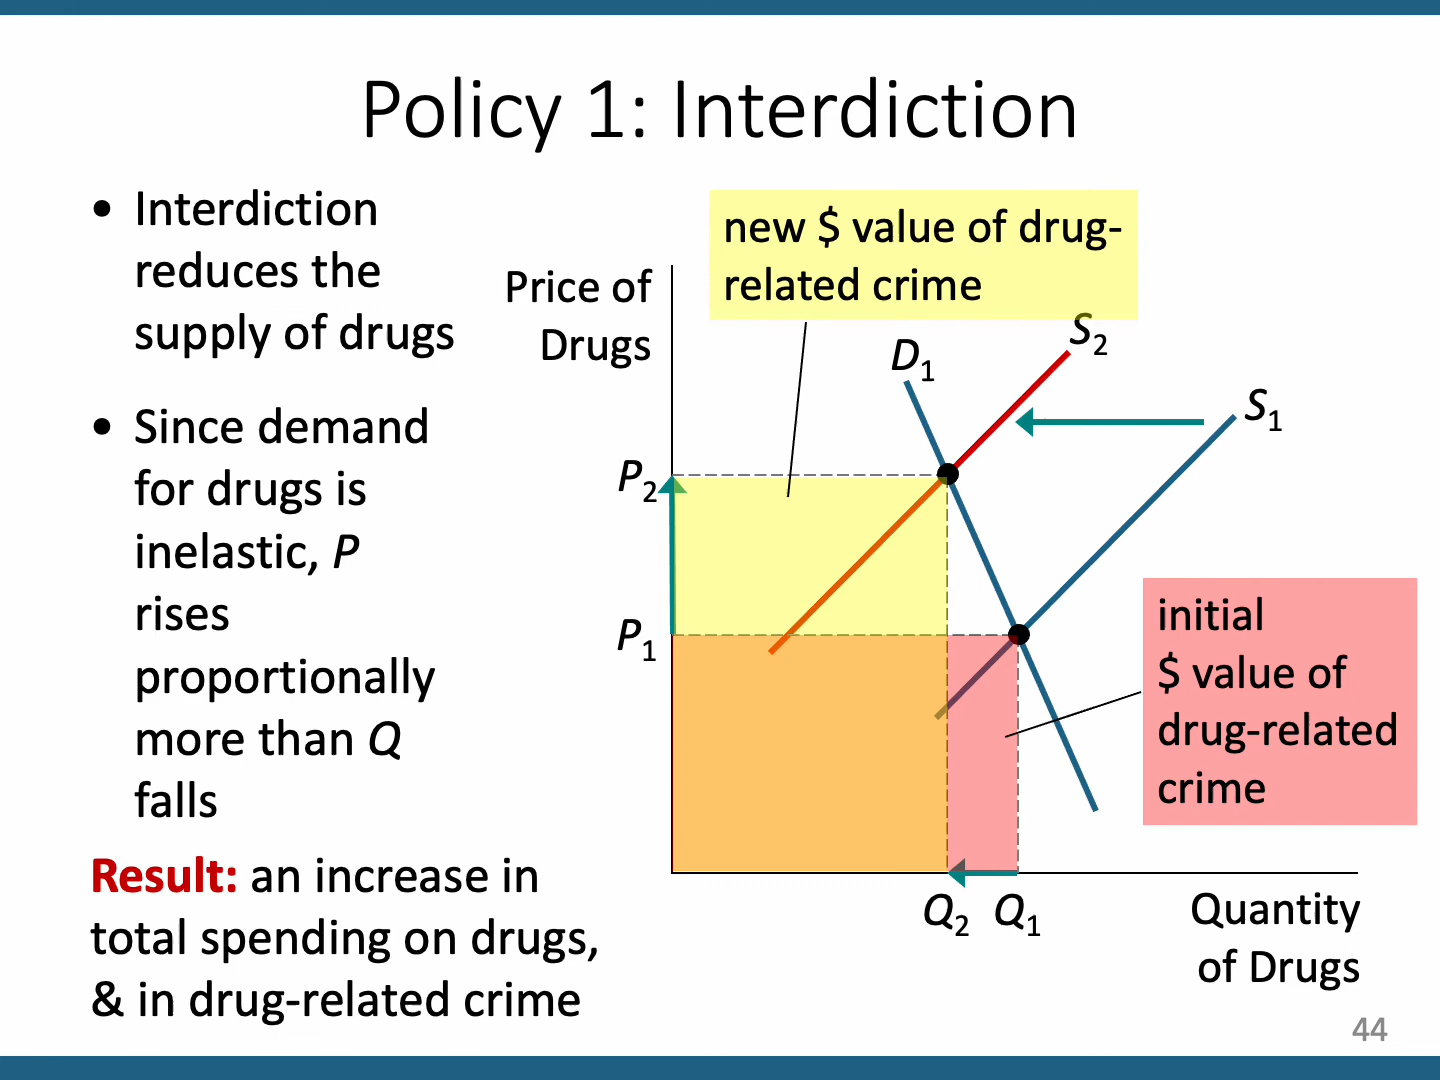 Policy 1: Interdiction
• Interdiction
reduces the
supply of drugs
• Since demand
for drugs is
inelastic, P
rises
proportionally
more than Q
falls
Result: an increase in
total spending on drugs,
& in drug-related crime
new $ value of drug-
related crime
Price of
Drugs
D1
S2
S1
P2
P1
initial
$ value of
drug-related
crime
Q2 Q1
Quantity
of Drugs
44